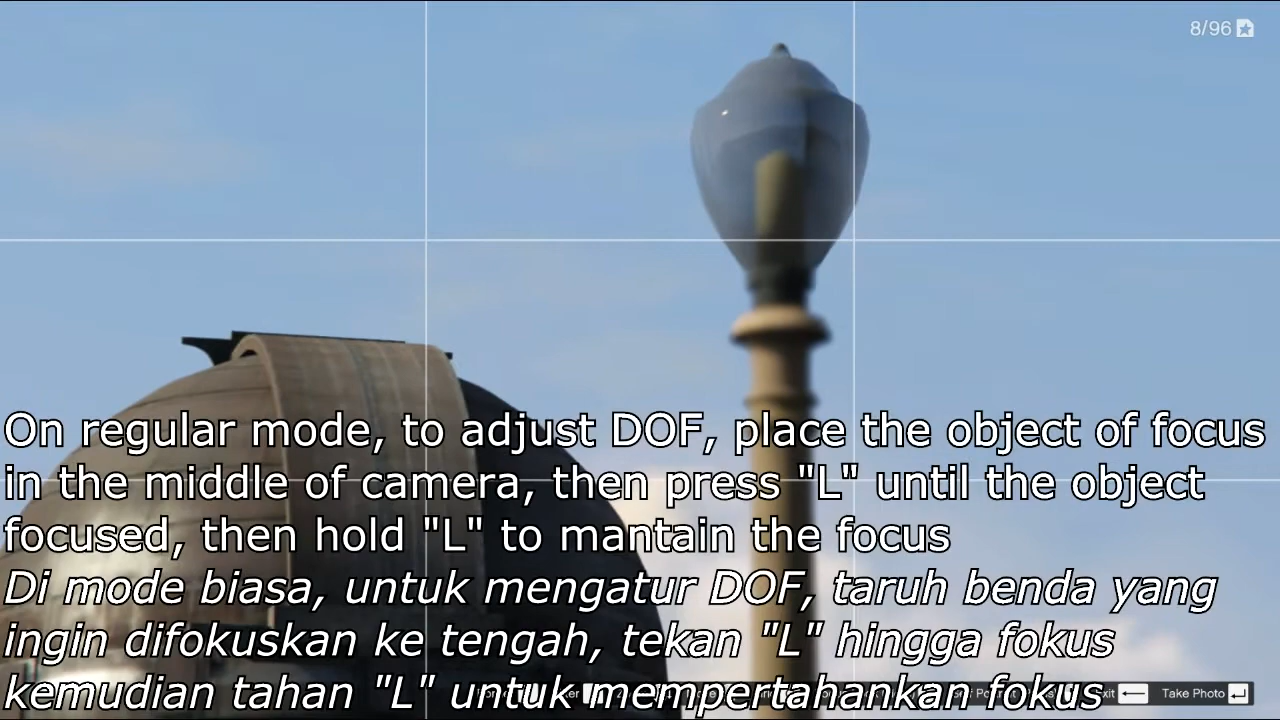 8/96
On regular mode, to adjust DOF, place the object of focus
in the middle of camera, then press "L" until the object
focused, then hold "L" to mantain the focus
Di mode biasa, untuk mengatur DOF, taruh benda yang
ingin difokuskan ke tengah, tekan "L" hingga fokus
kemudian tahan "L" untuk mempertahankan fokus
Exit Take Photo